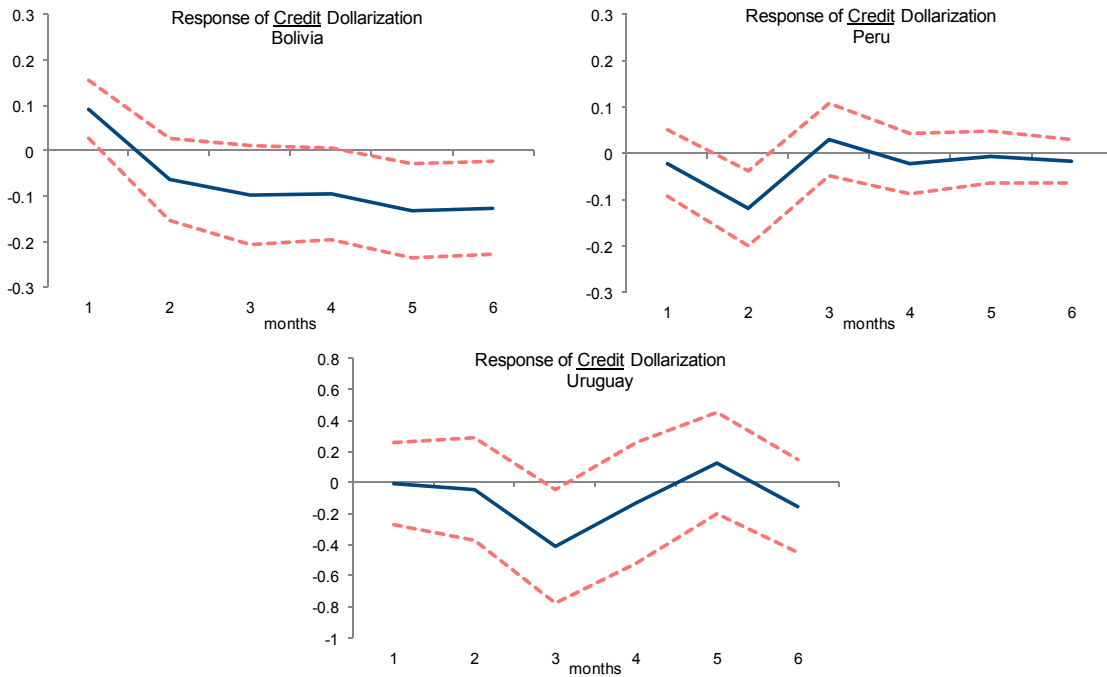 Response of Credit Dollarization
Bolivia
0.3
0.2
0.1
0
-0.1
-0.2
-0.3
1 2 3 4 5 6
months
Response of Credit Dollarization
Peru
0.3
0.2
0.1
0
-0.1
-0.2
-0.3
1 2 3 4 5 6
months
Response of Credit Dollarization
Uruguay
0.8
0.6
0.4
0.2
0
-0.2
-0.4
-0.6
-0.8
-1
1 2 3 4 5 6
months